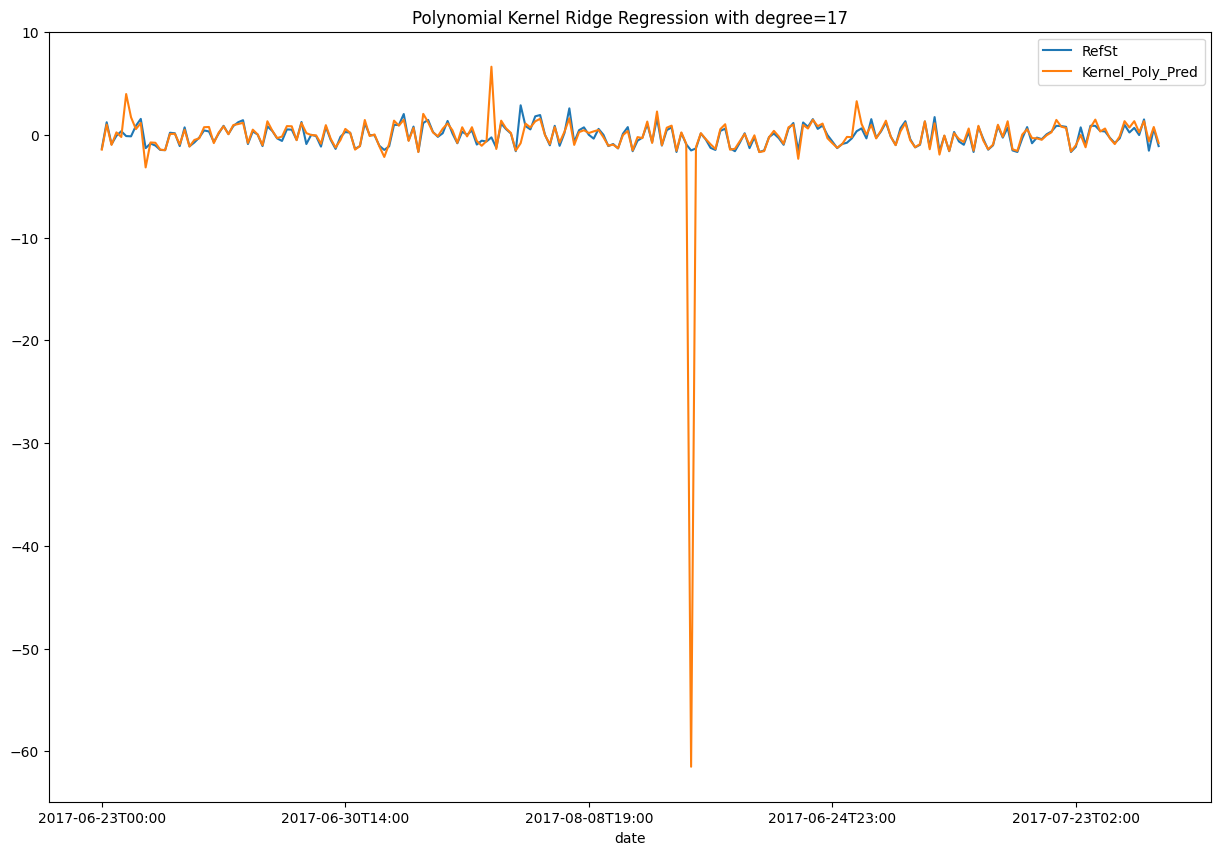 Polynomial Kernel Ridge Regression with degree=17
RefSt
Kernel_Poly_Pred
10
0
−10
−20
−30
−40
−50
−60
2017-06-23T00:00 2017-06-30T14:00 2017-08-08T19:00 2017-06-24T23:00 2017-07-23T02:00
date